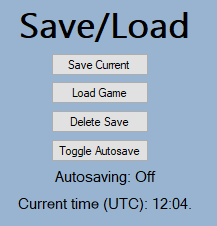 Save/Load
Save Current
Load Game
Delete Save
Toggle Autosave
Autosaving: Off
Current time (UTC): 12:04.